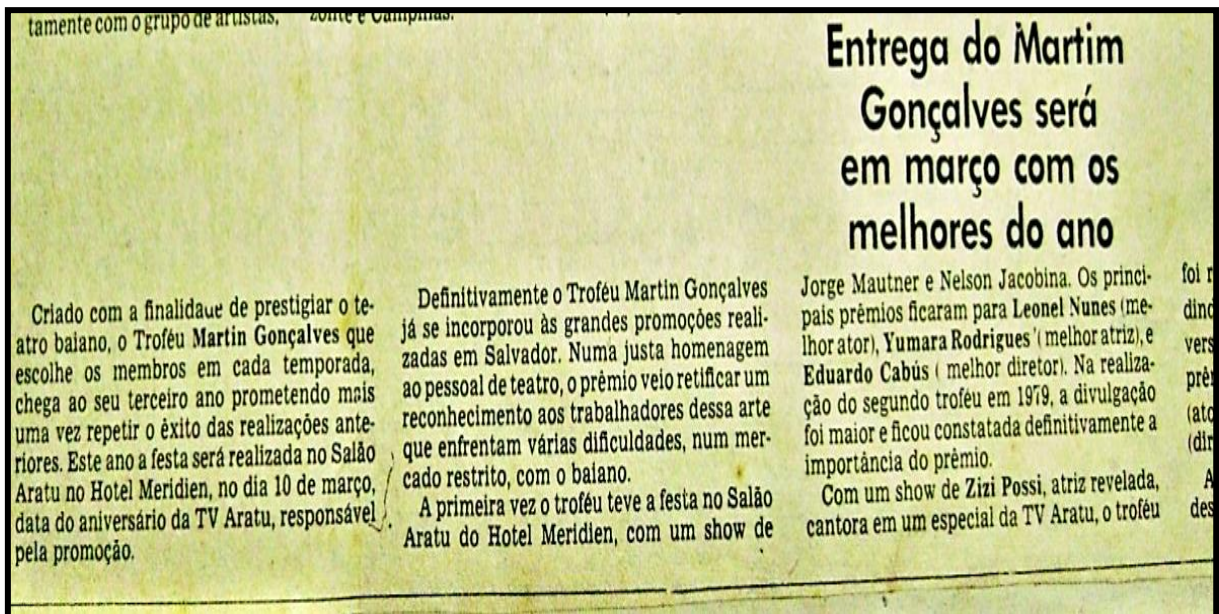 tamente com o grupo de artistas,
zonte e Campinas.
Entrega do Martim
Gonçalves será
em março com os
melhores do ano
Criado com a finalidade de prestigiar o te-
atro baiano, o Troféu Martin Gonçalves que
escolhe os membros em cada temporada,
chega ao seu terceiro ano prometendo mais
uma vez repetir o êxito das realizações ante-
riores. Este ano a festa será realizada no Salão
Aratu no Hotel Meridien, no dia 10 de março,
data do aniversário da TV Aratu, responsável
pela promoção.
Definitivamente o Troféu Martin Gonçalves
já se incorporou às grandes promoções reali-
zadas em Salvador. Numa justa homenagem
ao pessoal de teatro, o prêmio veio retificar um
reconhecimento aos trabalhadores dessa arte
que enfrentam várias dificuldades, num mer-
cado restrito, com o baiano.
A primeira vez o troféu teve a festa no Salão
Aratu do Hotel Meridien, com um show de
Jorge Mautner e Nelson Jacobina. Os princi-
pais prêmios ficaram para Leonel Nunes (me-
lhor ator), Yumara Rodrigues (melhor atriz), e
Eduardo Cabús ( melhor diretor). Na realiza-
ção do segundo troféu em 1979, a divulgação
foi maior e ficou constatada definitivamente a
importância do prêmio.
Com um show de Zizi Possi, atriz revelada,
cantora em um especial da TV Aratu, o troféu
foi
vers
(ato
(dir
A
des